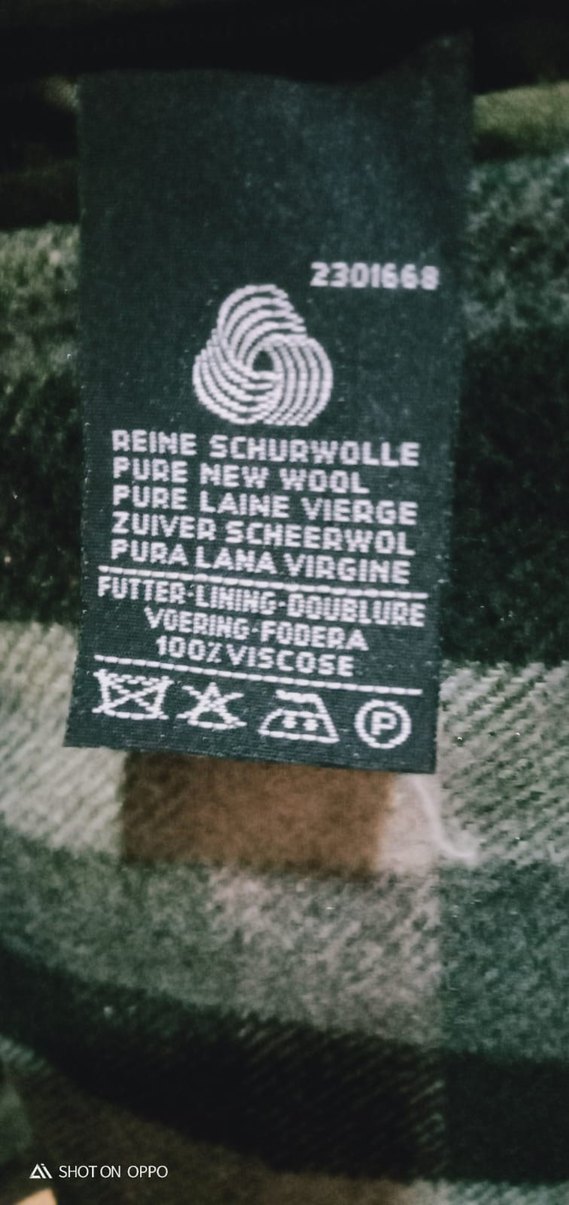 2301668
REINE SCHURWOLLE
PURE NEW WOOL
PURE LAINE VIERGE
ZUIVER SCHEERWOL
PURA LANA VIRGINE
FUTTER-LINING-DOUBLURE
VOERING-FODERA
100% VISCOSE
P
SHOT ON OPPO